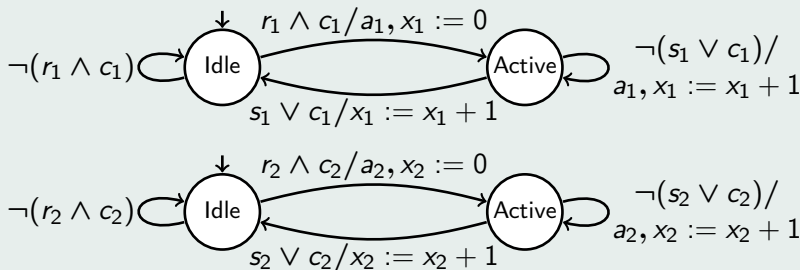 r₁ ∧ c₁/a₁, x₁ := 0
¬(r₁ ∧ c₁) Idle Active ¬(s₁ ∨ c₁)/
a₁, x₁ := x₁ + 1
s₁ ∨ c₁/x₁ := x₁ + 1
r₂ ∧ c₂/a₂, x₂ := 0
¬(r₂ ∧ c₂) Idle Active ¬(s₂ ∨ c₂)/
a₂, x₂ := x₂ + 1
s₂ ∨ c₂/x₂ := x₂ + 1